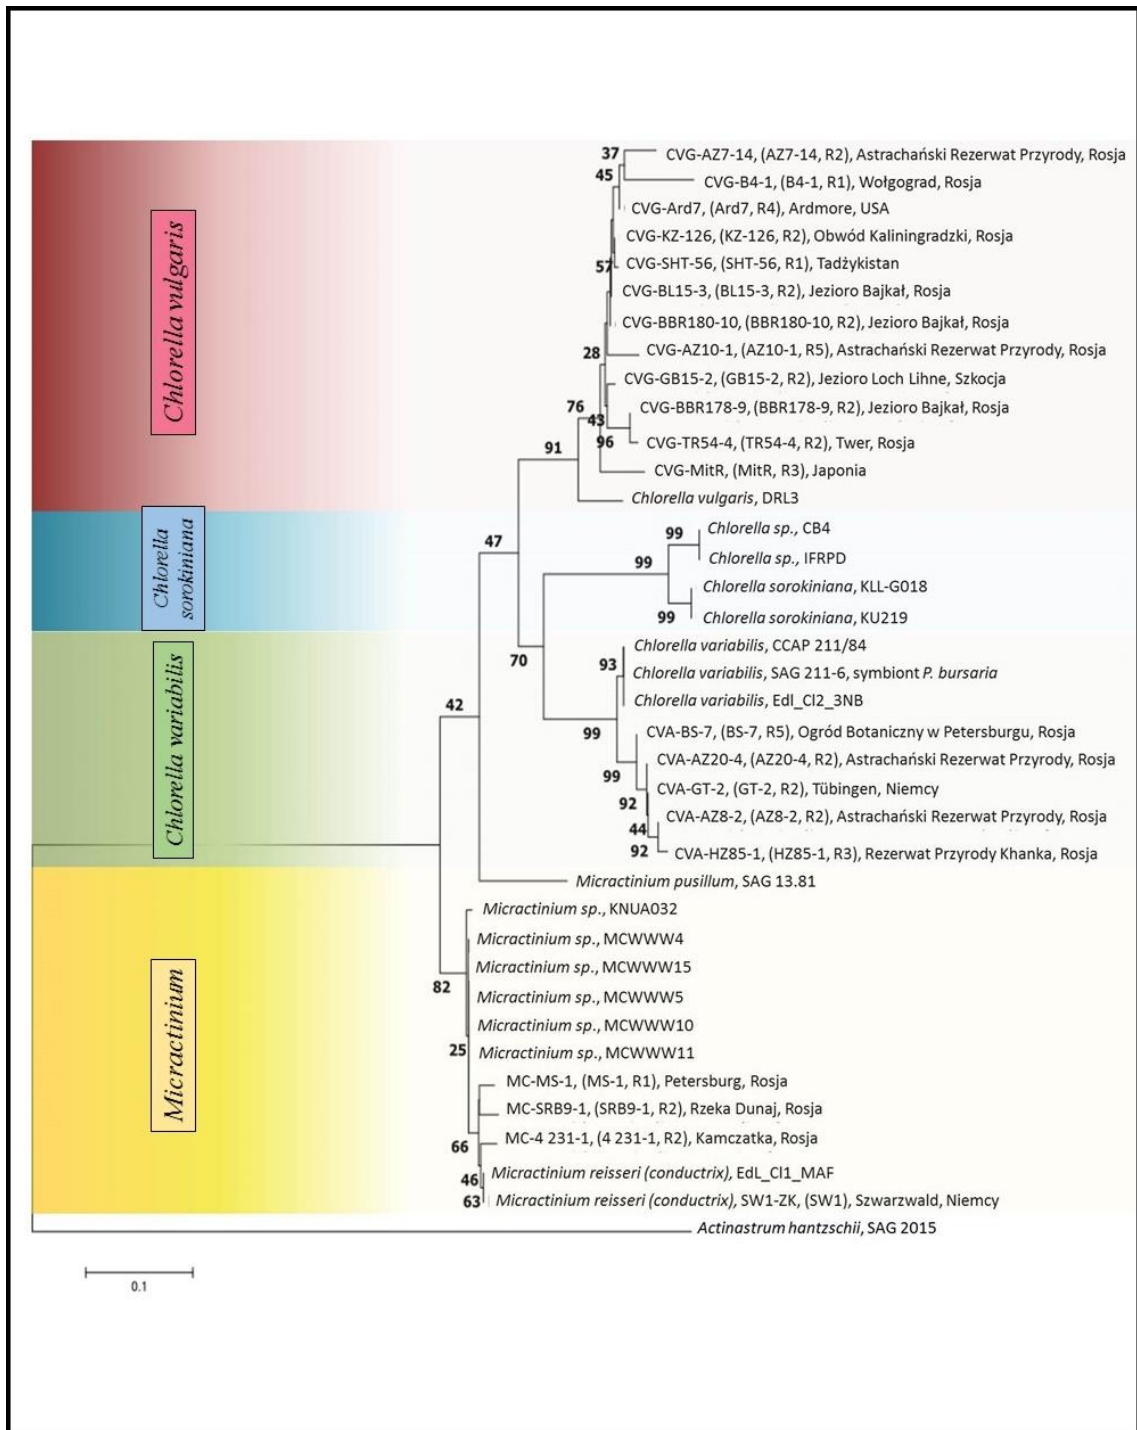 37
CVG-AZ7-14, (AZ7-14, R2), Astrachański Rezerwat Przyrody, Rosja
45
CVG-B4-1, (B4-1, R1), Wołgograd, Rosja
CVG-Ard7, (Ard7, R4), Ardmore, USA
CVG-KZ-126, (KZ-126, R2), Obwód Kaliningradzki, Rosja
57
CVG-SHT-56, (SHT-56, R1), Tadżykistan
CVG-BL15-3, (BL15-3, R2), Jezioro Bajkał, Rosja
CVG-BBR180-10, (BBR180-10, R2), Jezioro Bajkał, Rosja
28
CVG-AZ10-1, (AZ10-1, R5), Astrachański Rezerwat Przyrody, Rosja
CVG-GB15-2, (GB15-2, R2), Jezioro Loch Lihne, Szkocja
76
CVG-BBR178-9, (BBR178-9, R2), Jezioro Bajkał, Rosja
43
96
CVG-TR54-4, (TR54-4, R2), Twer, Rosja
91
CVG-MitR, (MitR, R3), Japonia
Chlorella vulgaris, DRL3
Chlorella vulgaris
47
99
Chlorella sp., CB4
99
Chlorella sp., IFRPD
Chlorella sorokiniana, KLL-G018
99
Chlorella sorokiniana, KU219
Chlorella
sorokiniana
70
Chlorella variabilis, CCAP 211/84
93
Chlorella variabilis, SAG 211-6, symbiont P. bursaria
Chlorella variabilis, Edl_Cl2_3NB
42
99
CVA-BS-7, (BS-7, R5), Ogród Botaniczny w Petersburgu, Rosja
CVA-AZ20-4, (AZ20-4, R2), Astrachański Rezerwat Przyrody, Rosja
99
CVA-GT-2, (GT-2, R2), Tübingen, Niemcy
92
CVA-AZ8-2, (AZ8-2, R2), Astrachański Rezerwat Przyrody, Rosja
44
92
CVA-HZ85-1, (HZ85-1, R3), Rezerwat Przyrody Khanka, Rosja
Chlorella variabilis
Micractinium pusillum, SAG 13.81
Micractinium sp., KNUA032
Micractinium sp., MCWWW4
Micractinium sp., MCWWW15
82
Micractinium sp., MCWWW5
Micractinium sp., MCWWW10
25
Micractinium sp., MCWWW11
MC-MS-1, (MS-1, R1), Petersburg, Rosja
MC-SRB9-1, (SRB9-1, R2), Rzeka Dunaj, Rosja
66
MC-4 231-1, (4 231-1, R2), Kamczatka, Rosja
46
Micractinium reisseri (conductrix), EdL_Cl1_MAF
63
Micractinium reisseri (conductrix), SW1-ZK, (SW1), Szwarzwald, Niemcy
Micractinium
Actinastrum hantzschii, SAG 2015
0.1